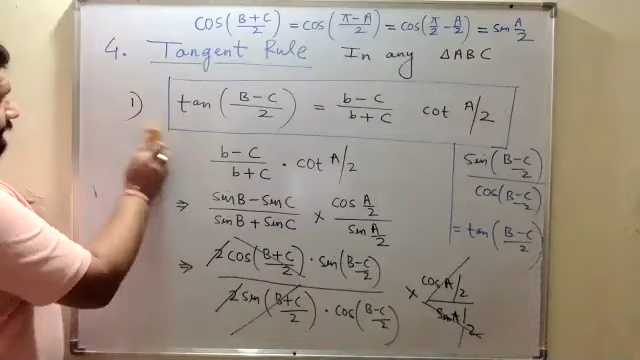 cos(B+C/2) = cos(π-A/2) = cos(π/2 - A/2) = sin A/2
4. Tangent Rule In any △ABC
1) tan(B-C/2) = b-c/b+c cot A/2
b-c/b+c · cot A/2
⇒ sinB - sinC/sinB + sinC × cos A/2/sin A/2
⇒ 2cos(B+C/2) · sin(B-C/2)/2sin(B+C/2) · cos(B-C/2) × cos A/2/sin A/2
sin(B-C/2)/cos(B-C/2)
= tan(B-C/2)